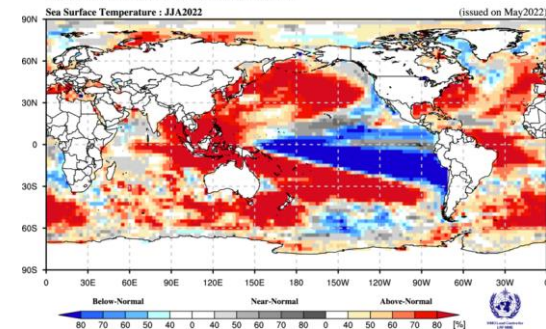 Sea Surface Temperature : JJA2022 (issued on May2022)
90N
60N
30N
0
30S
60S
90S
0 30E 60E 90E 120E 150E 180 150W 120W 90W 60W 30W 0
Below-Normal Near-Normal Above-Normal
80 70 60 50 40 0 40 50 60 70 80 0 40 50 60 70 80 [%]